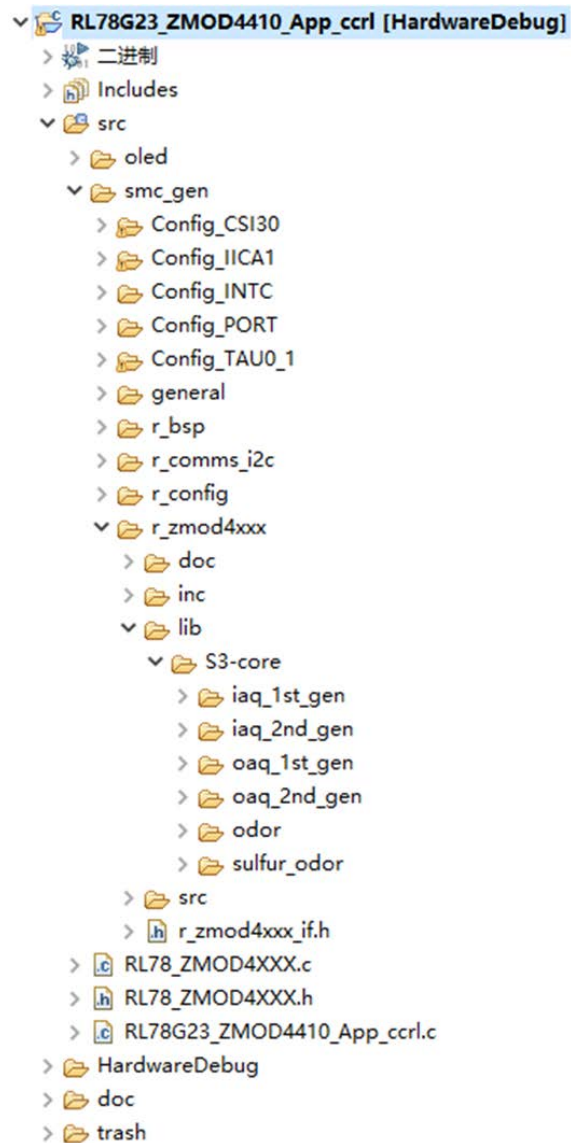 RL78G23_ZMOD4410_App_ccrl [HardwareDebug]
二进制
Includes
src
oled
smc_gen
Config_CSI30
Config_IICA1
Config_INTC
Config_PORT
Config_TAU0_1
general
r_bsp
r_comms_i2c
r_config
r_zmod4xxx
doc
inc
lib
S3-core
iaq_1st_gen
iaq_2nd_gen
oaq_1st_gen
oaq_2nd_gen
odor
sulfur_odor
src
r_zmod4xxx_if.h
RL78_ZMOD4XXX.c
RL78_ZMOD4XXX.h
RL78G23_ZMOD4410_App_ccrl.c
HardwareDebug
doc
trash